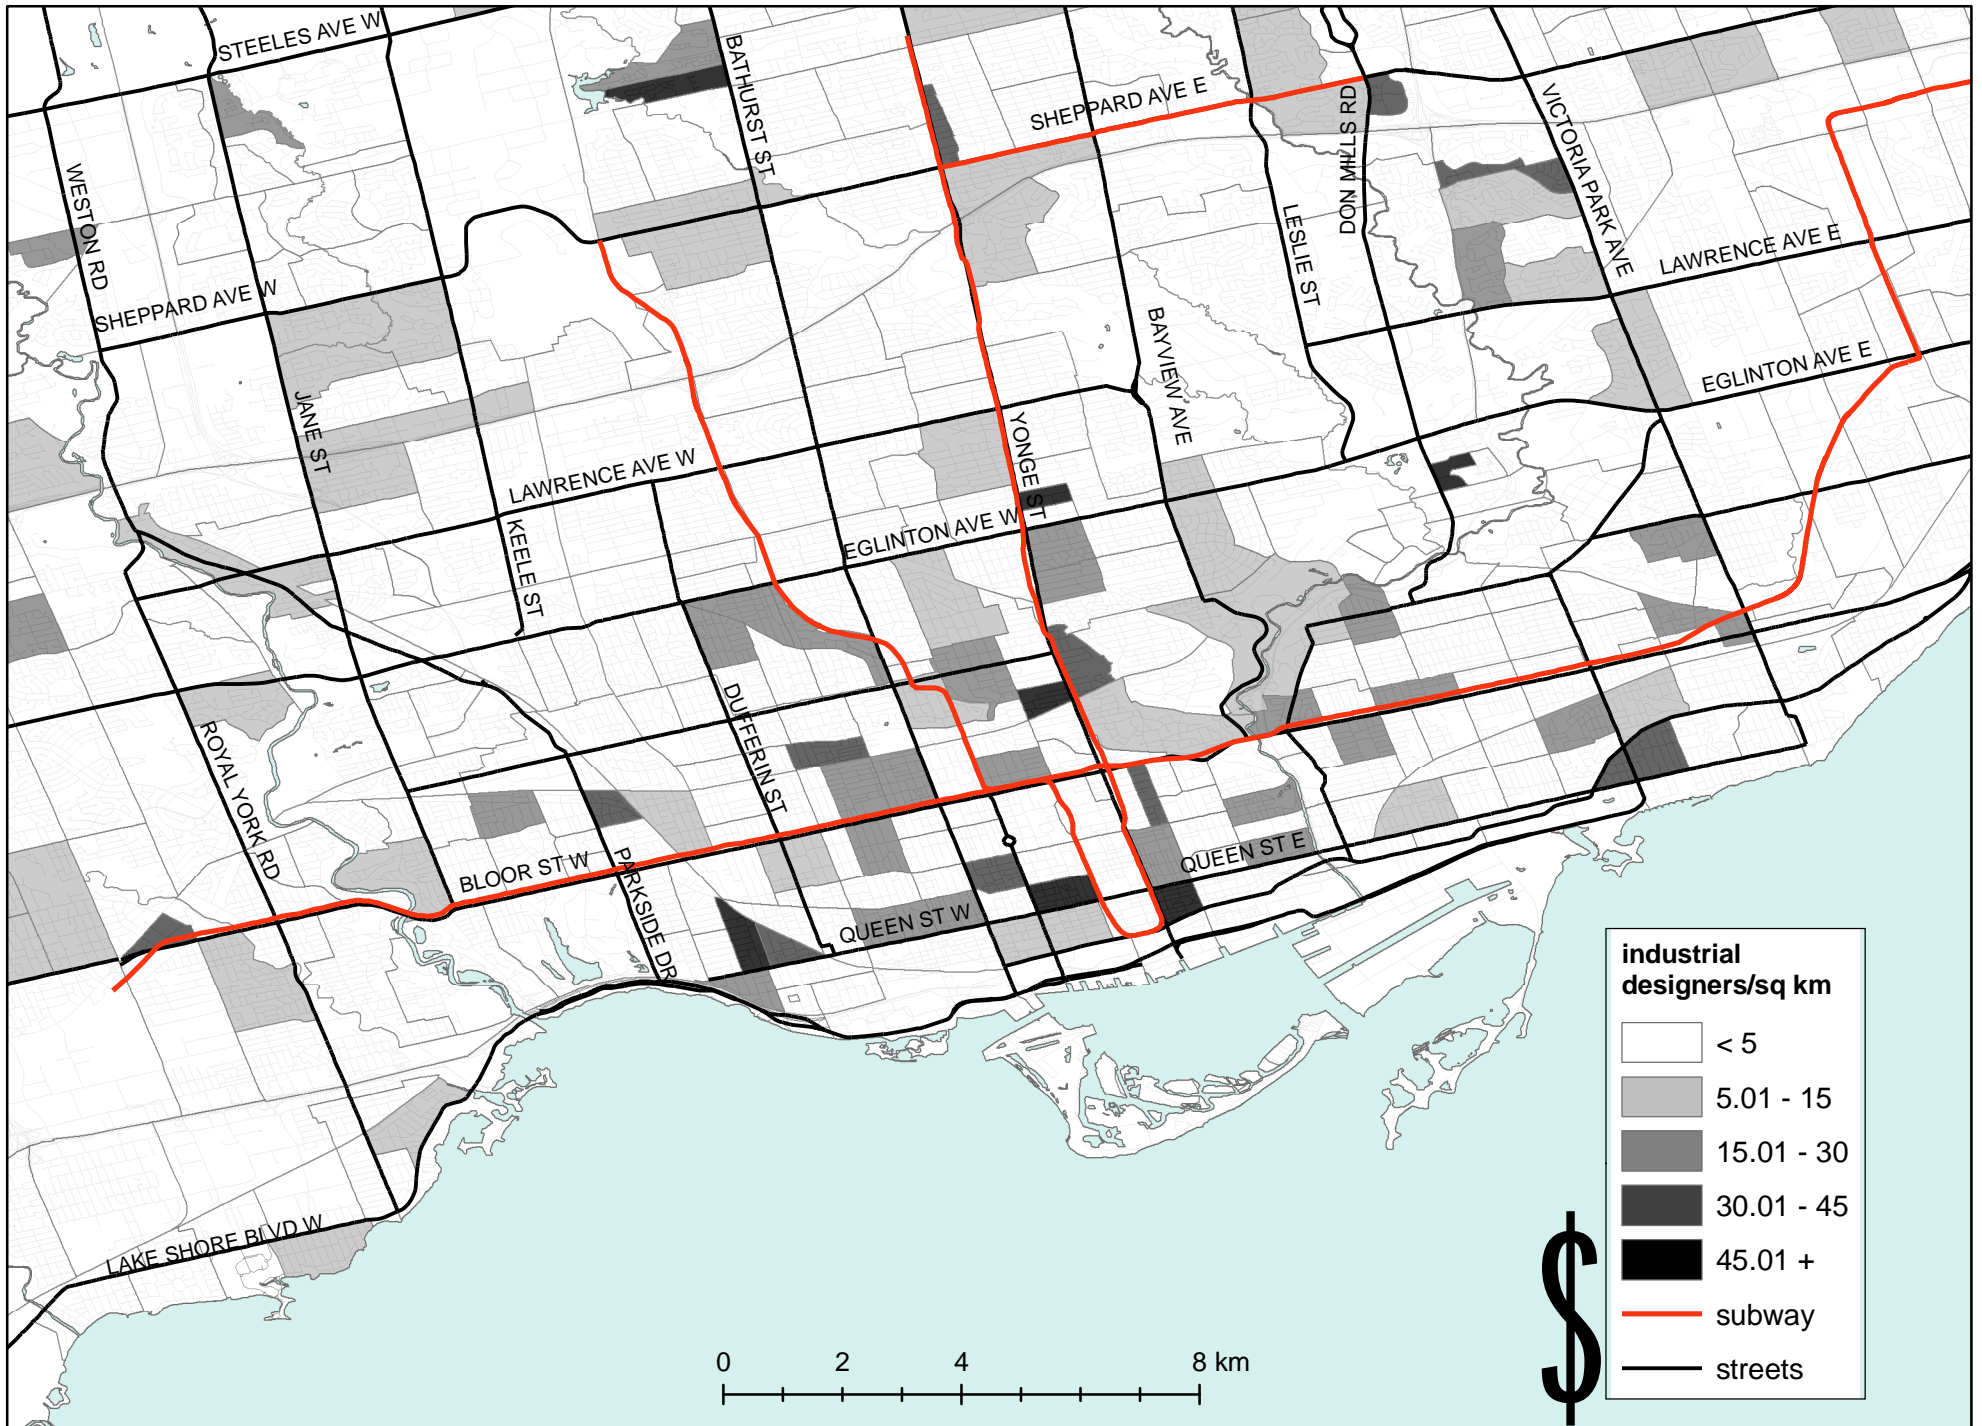 STEELES AVE W
BATHURST ST
SHEPPARD AVE E
DON MILLS RD
VICTORIA PARK AVE
WESTON RD
LESLIE ST
LAWRENCE AVE E
SHEPPARD AVE W
BAYVIEW AVE
EGLINTON AVE E
JANE ST
YONGE ST
LAWRENCE AVE W
KEELE ST
EGLINTON AVE W
DUFFERIN ST
ROYAL YORK RD
BLOOR ST W
PARKSIDE DR
QUEEN ST E
QUEEN ST W
LAKE SHORE BLVD W
industrial
designers/sq km
< 5
5.01 - 15
15.01 - 30
30.01 - 45
45.01 +
subway
streets
$
0 2 4 8 km